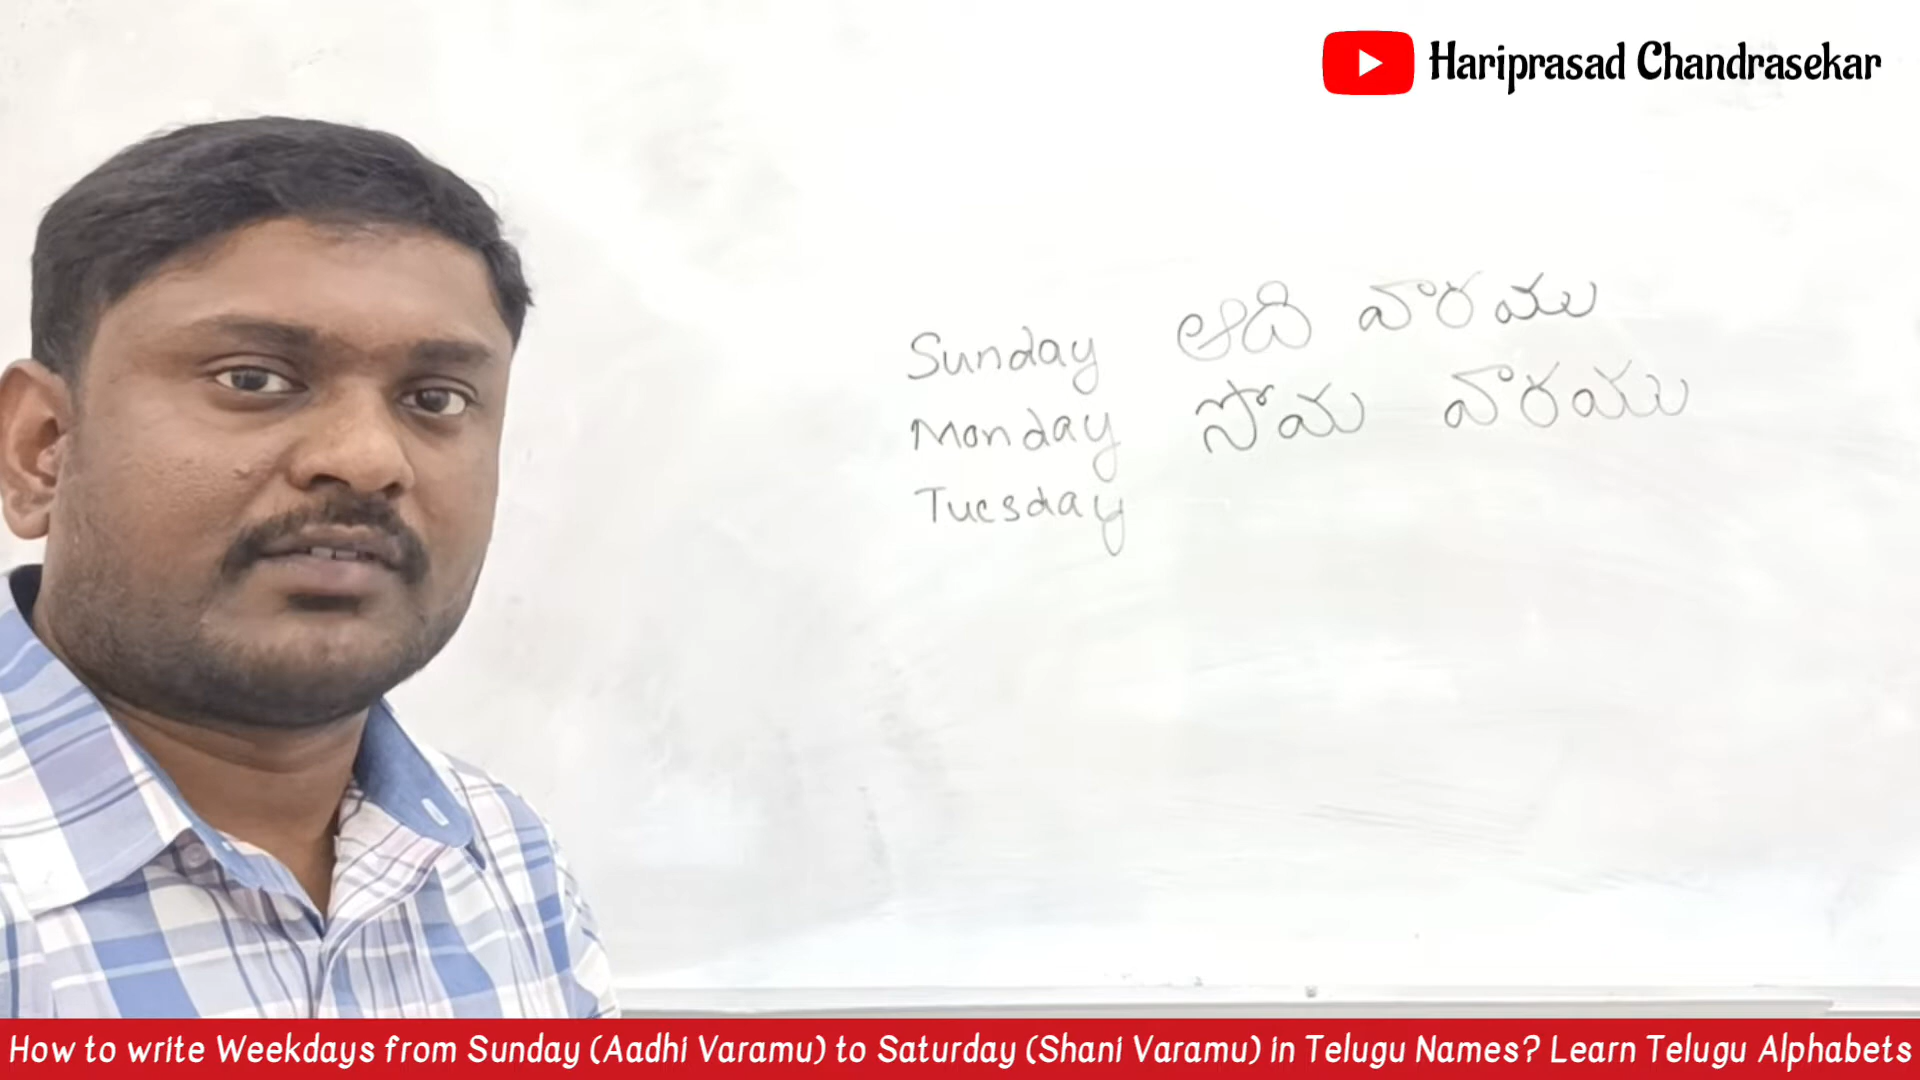 Hariprasad Chandrasekar
Sunday ఆది వారము
Monday సోమ వారము
Tuesday
How to write Weekdays from Sunday (Aadhi Varamu) to Saturday (Shani Varamu) in Telugu Names? Learn Telugu Alphabets